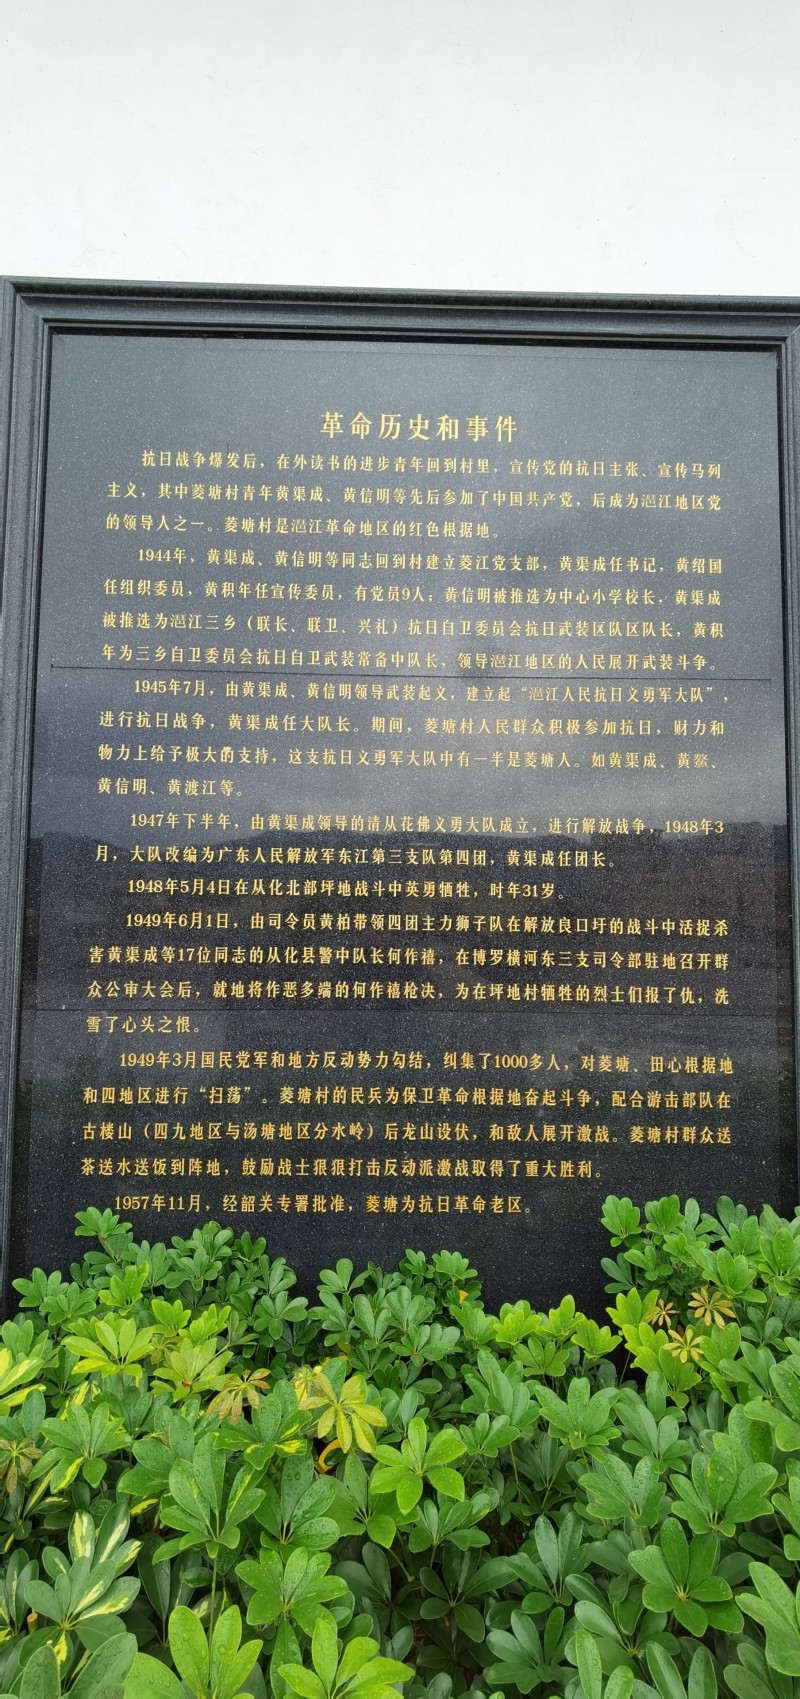 革命历史和事件
抗日战争爆发后，在外读书的进步青年回到村里，宣传党的抗日主张、宣传马列
主义，其中菱塘村青年黄渠成、黄信明等先后参加了中国共产党，后成为潖江地区党
的领导人之一。菱塘村是潖江革命地区的红色根据地。
1944年，黄渠成、黄信明等同志回到村建立菱江党支部，黄渠成任书记，黄绍国
任组织委员，黄积年任宣传委员，有党员9人；黄信明被推选为中心小学校长，黄渠成
被推选为潖江三乡（联长、联卫、兴礼）抗日自卫委员会抗日武装区队区队长，黄积
年为三乡自卫委员会抗日自卫武装常备中队长，领导潖江地区的人民展开武装斗争。
1945年7月，由黄渠成、黄信明领导武装起义，建立起“潖江人民抗日义勇军大队”，
进行抗日战争，黄渠成任大队长。期间，菱塘村人民群众积极参加抗日，财力和
物力上给予极大的支持，这支抗日义勇军大队中有一半是菱塘人。如黄渠成、黄鳌、
黄信明、黄渡江等。
1947年下半年，由黄渠成领导的清从花佛义勇大队成立，进行解放战争，1948年3
月，大队改编为广东人民解放军东江第三支队第四团，黄渠成任团长。
1948年5月4日在从化北部坪地战斗中英勇牺牲，时年31岁。
1949年6月1日，由司令员黄柏带领四团主力狮子队在解放良口圩的战斗中活捉杀
害黄渠成等17位同志的从化县警中队长何作禧，在博罗横河东三支司令部驻地召开群
众公审大会后，就地将作恶多端的何作禧枪决，为在坪地村牺牲的烈士们报了仇，洗
雪了心头之恨。
1949年3月国民党军和地方反动势力勾结，纠集了1000多人，对菱塘、田心根据地
和四地区进行“扫荡”。菱塘村的民兵为保卫革命根据地奋起斗争，配合游击部队在
古楼山（四九地区与汤塘地区分水岭）后龙山设伏，和敌人展开激战。菱塘村群众送
茶送水送饭到阵地，鼓励战士狠狠打击反动派激战取得了重大胜利。
1957年11月，经韶关专署批准，菱塘为抗日革命老区。